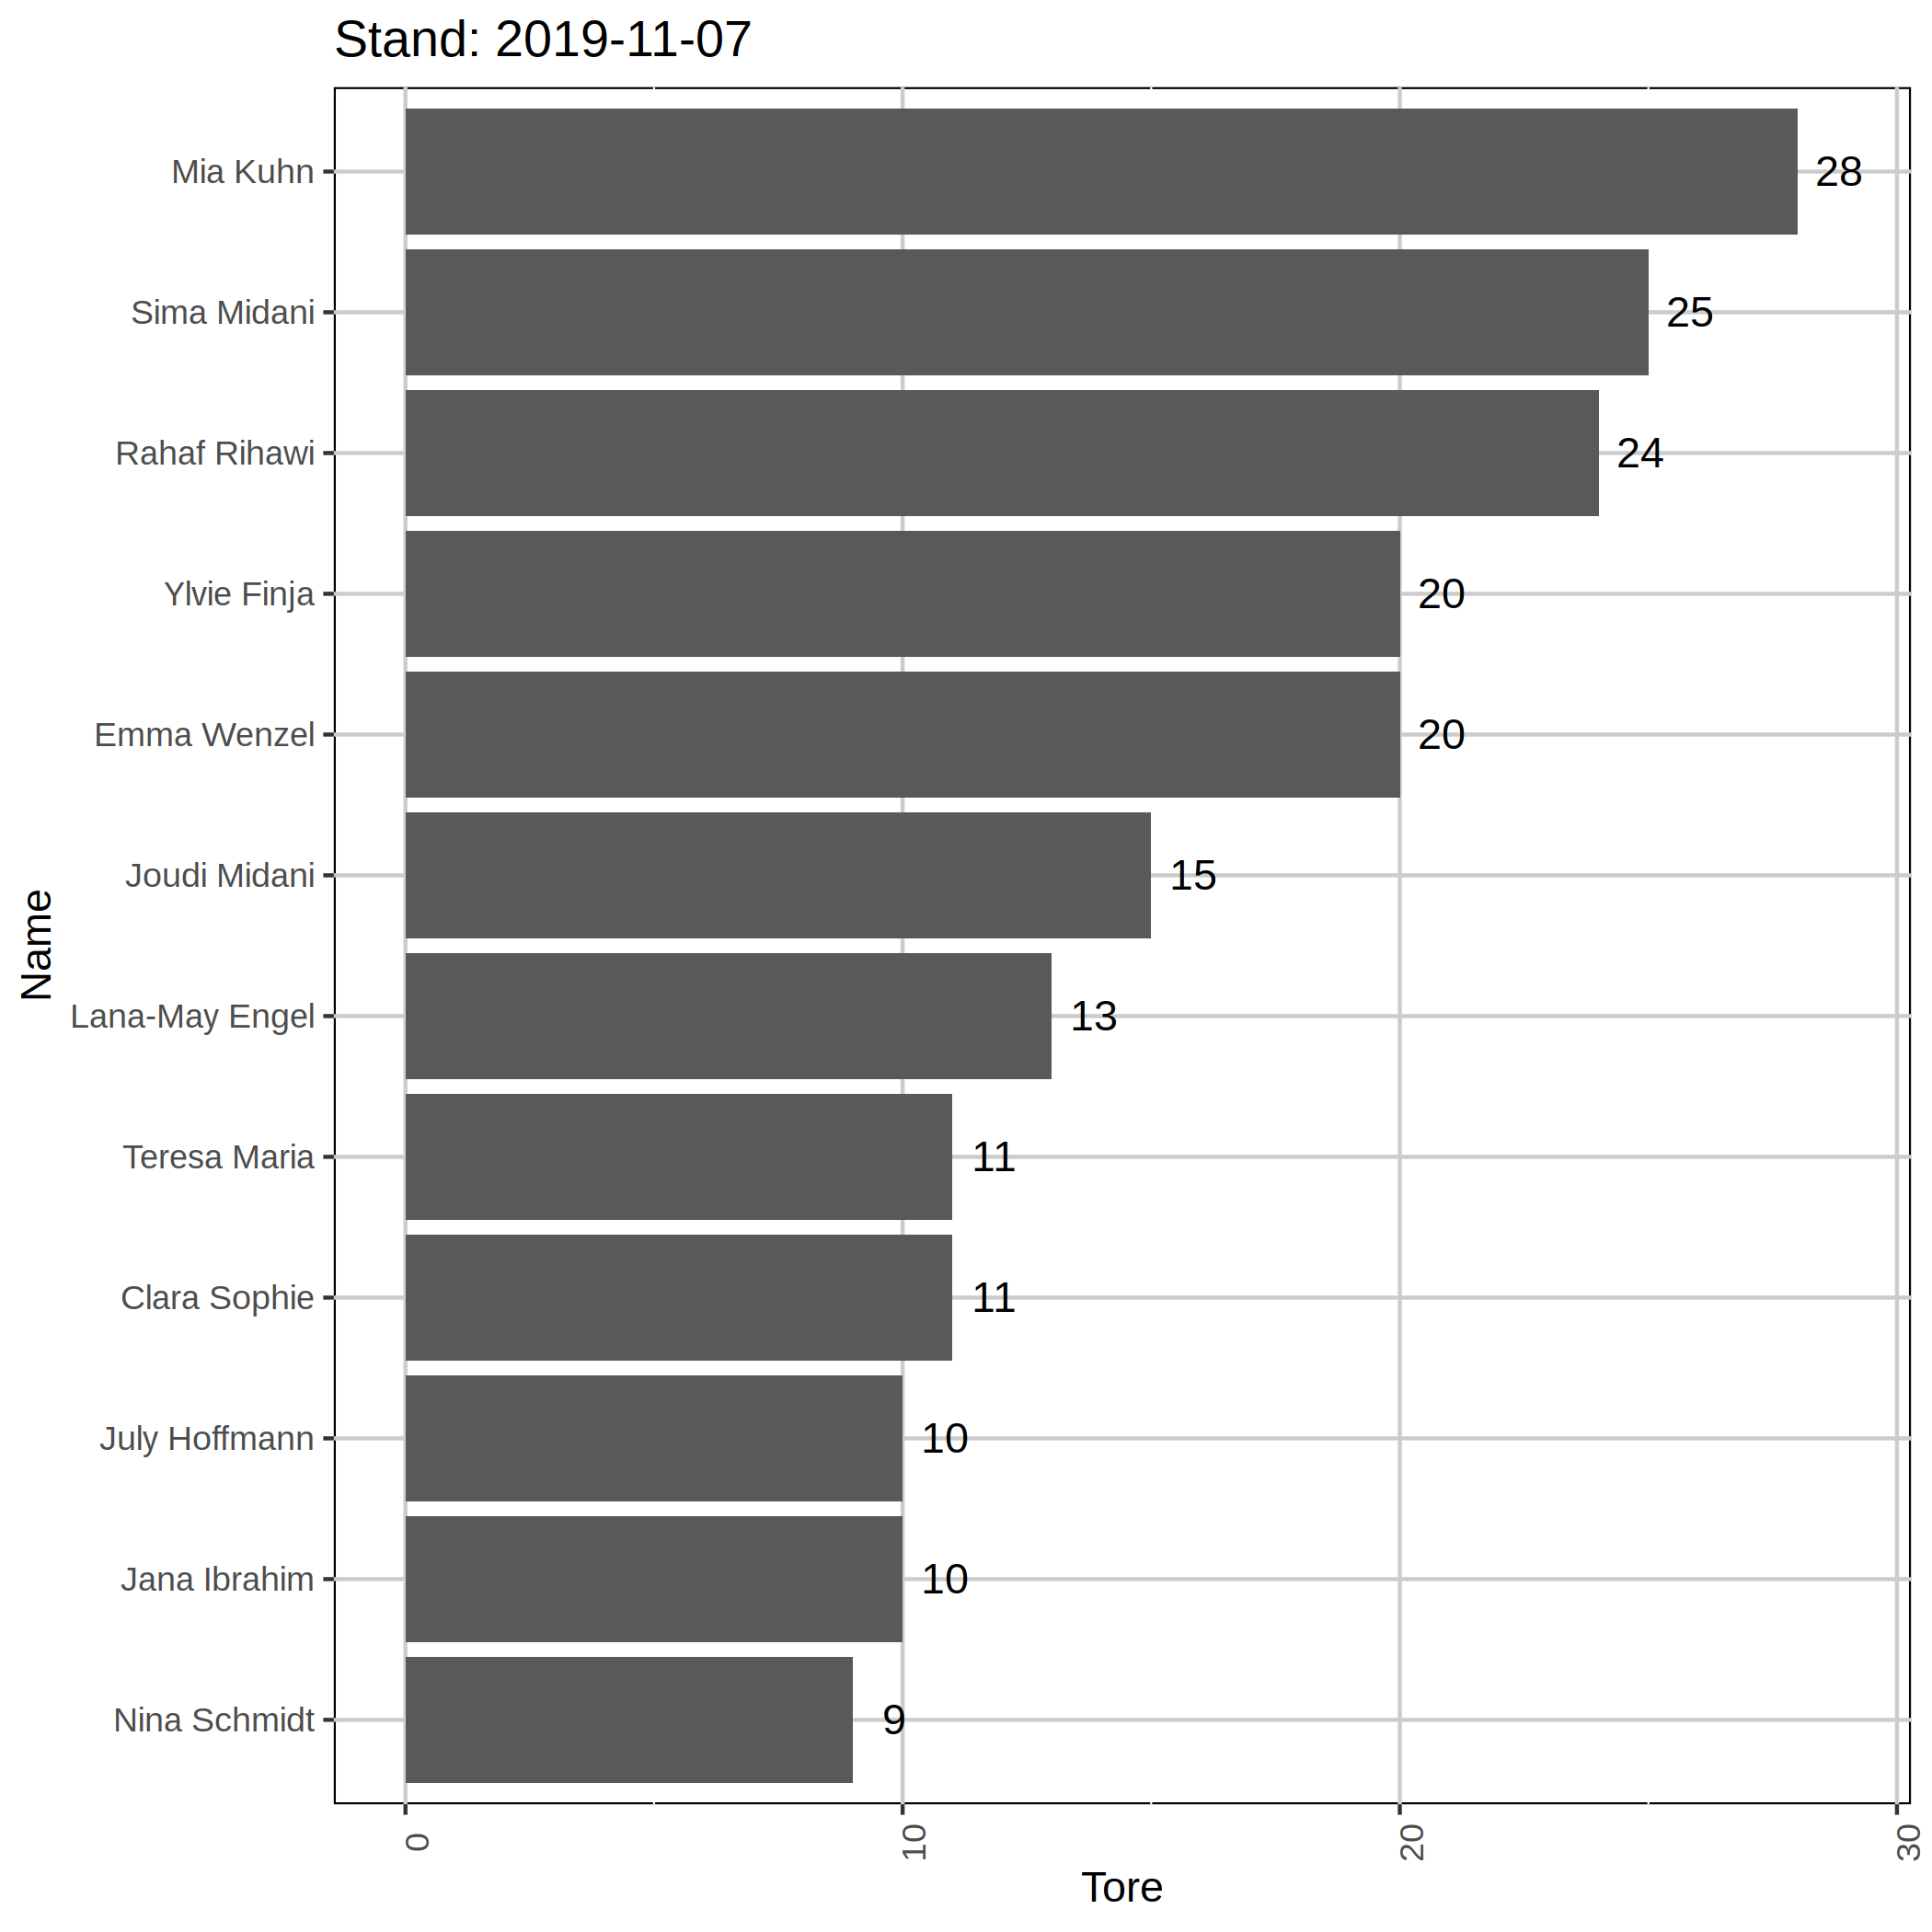 Stand: 2019-11-07
Mia Kuhn 28
Sima Midani 25
Rahaf Rihawi 24
Ylvie Finja 20
Emma Wenzel 20
Joudi Midani 15
Lana-May Engel 13
Teresa Maria 11
Clara Sophie 11
July Hoffmann 10
Jana Ibrahim 10
Nina Schmidt 9
Name
0 10 20 30
Tore